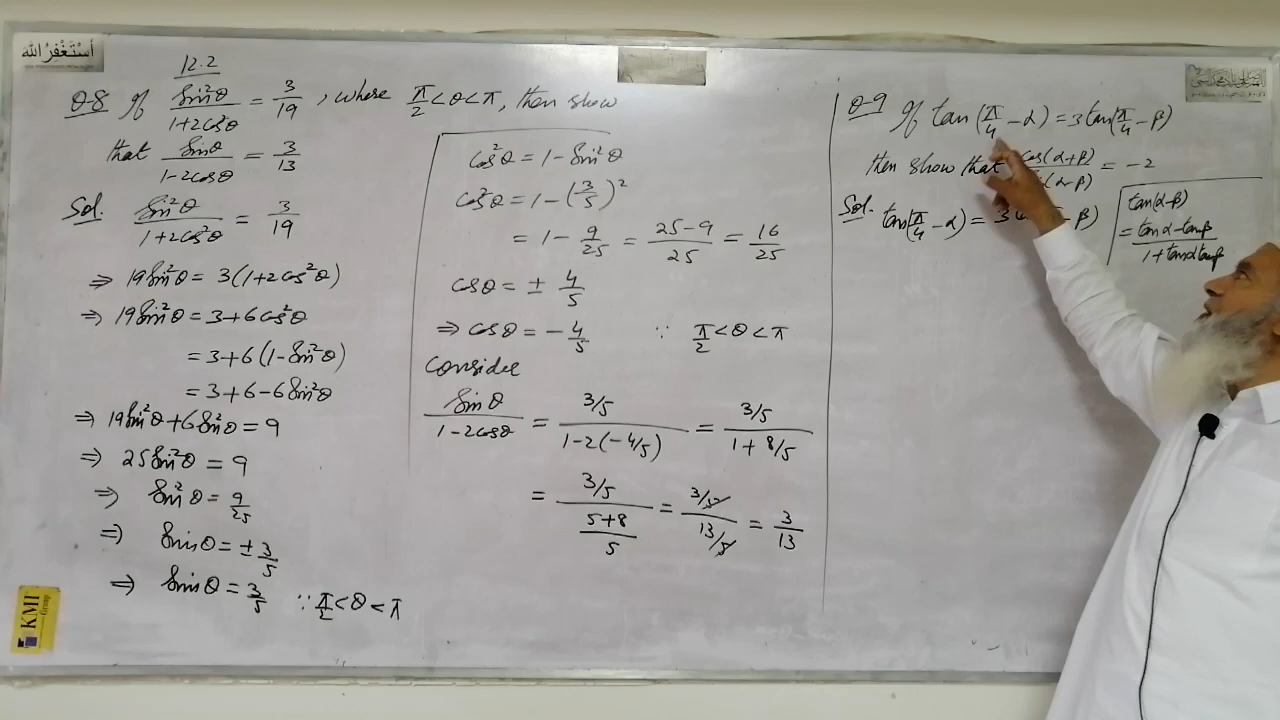 أستغفر الله
12.2
Q.8 If sin²θ/(1+2cos²θ) = 3/19, where π/2 < θ < π, then show
that sinθ/(1-2cosθ) = 3/13
Sol. sin²θ/(1+2cos²θ) = 3/19
⇒ 19sin²θ = 3(1+2cos²θ)
⇒ 19sin²θ = 3+6cos²θ
= 3+6(1-sin²θ)
= 3+6-6sin²θ
⇒ 19sin²θ+6sin²θ = 9
⇒ 25sin²θ = 9
⇒ sin²θ = 9/25
⇒ sinθ = ± 3/5
⇒ sinθ = 3/5 ∵ π/2 < θ < π
cos²θ = 1-sin²θ
cos²θ = 1-(3/5)²
= 1- 9/25 = (25-9)/25 = 16/25
cosθ = ± 4/5
⇒ cosθ = - 4/5 ∵ π/2 < θ < π
consider
sinθ/(1-2cosθ) = (3/5)/(1-2(-4/5)) = (3/5)/(1+8/5)
= (3/5)/((5+8)/5) = (3/5)/(13/5) = 3/13
Q.9 If tan(π/4 - α) = 3tan(π/4 - β)
then show that (α+β) (α-β) = -2
Sol. tan(π/4 - α) = 3 - β)
tan(α-β)
= (tanα-tanβ)/(1+tanαtanβ)
KMI
Group